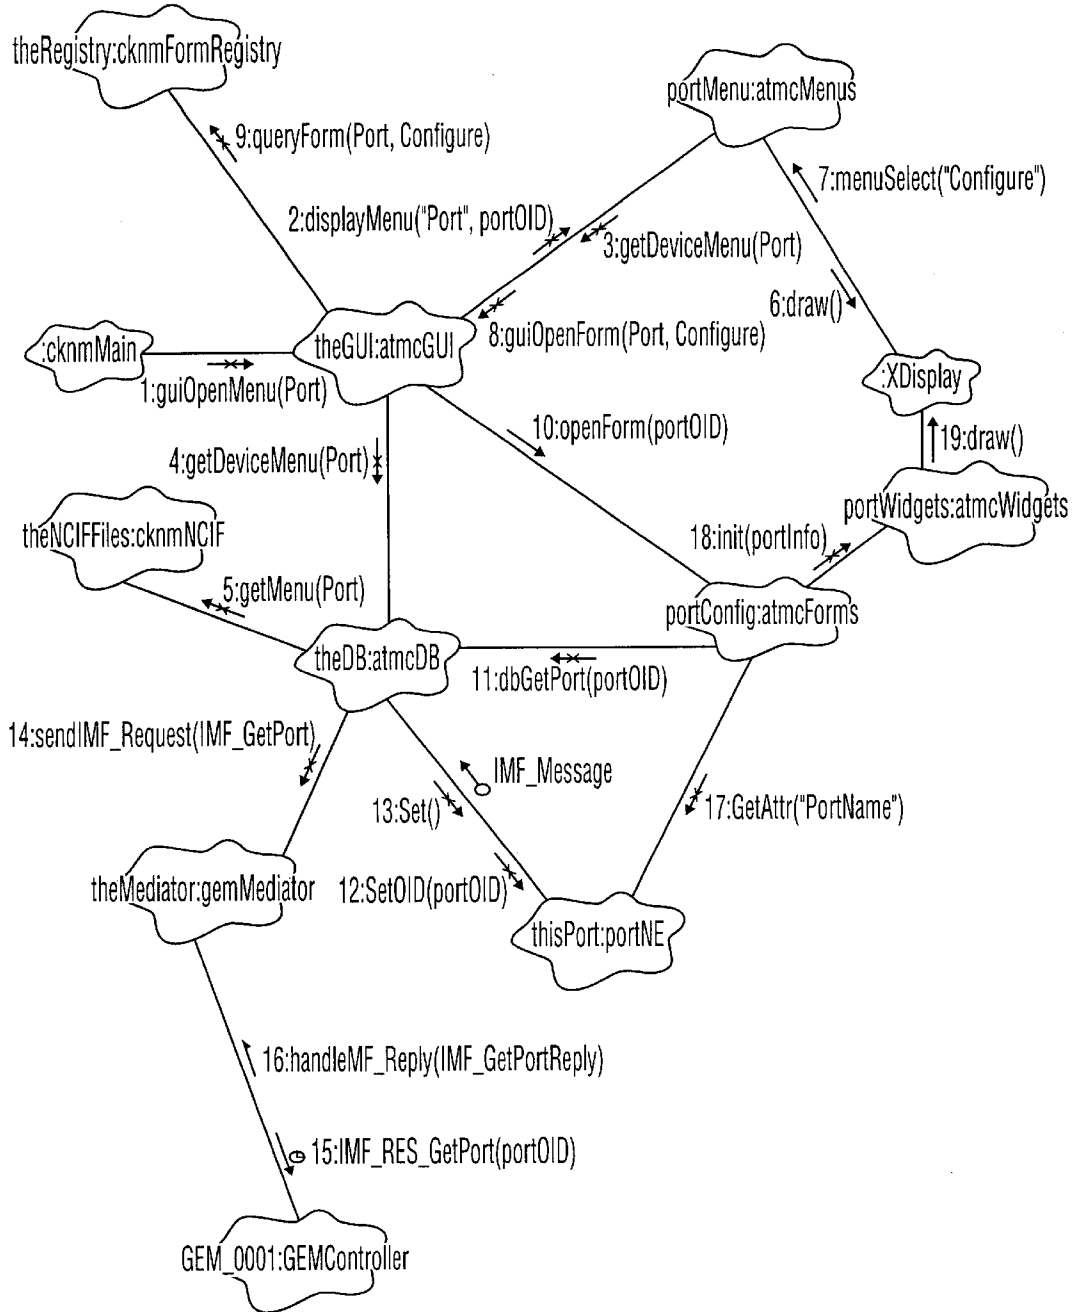 theRegistry:cknmFormRegistry
portMenu:atmcMenus
9:queryForm(Port, Configure)
7:menuSelect("Configure")
2:displayMenu("Port", portOID)
3:getDeviceMenu(Port)
6:draw()
8:guiOpenForm(Port, Configure)
:cknmMain
theGUI:atmcGUI
:XDisplay
1:guiOpenMenu(Port)
10:openForm(portOID)
19:draw()
4:getDeviceMenu(Port)
portWidgets:atmcWidgets
theNCIFFiles:cknmNCIF
18:init(portInfo)
5:getMenu(Port)
portConfig:atmcForms
theDB:atmcDB
11:dbGetPort(portOID)
14:sendIMF_Request(IMF_GetPort)
IMF_Message
13:Set()
17:GetAttr("PortName")
theMediator:gemMediator
12:SetOID(portOID)
thisPort:portNE
16:handleMF_Reply(IMF_GetPortReply)
15:IMF_RES_GetPort(portOID)
GEM_0001:GEMController